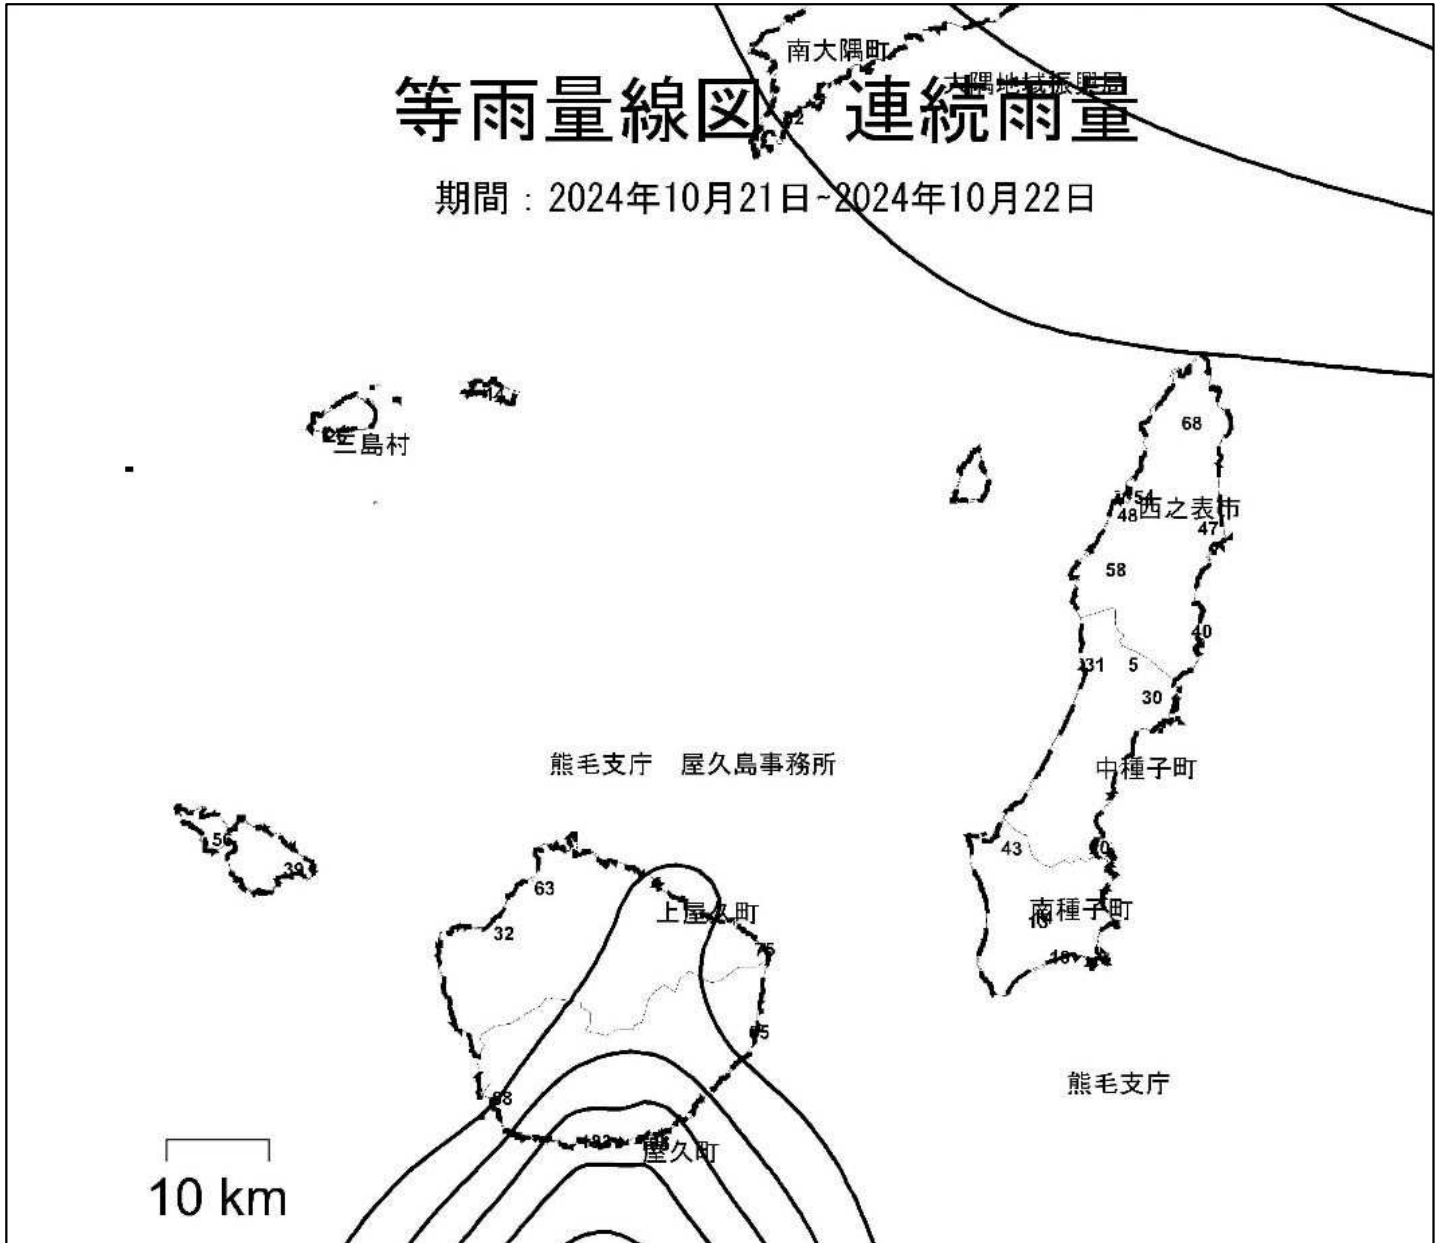 南大隅町
大隅地域振興局
等雨量線図　連続雨量
期間：2024年10月21日~2024年10月22日
68
三島村
54
48
西之表市
47
58
40
31
5
30
熊毛支庁　屋久島事務所
中種子町
39
43
63
上屋久町
南種子町
32
75
熊毛支庁
屋久町
10 km